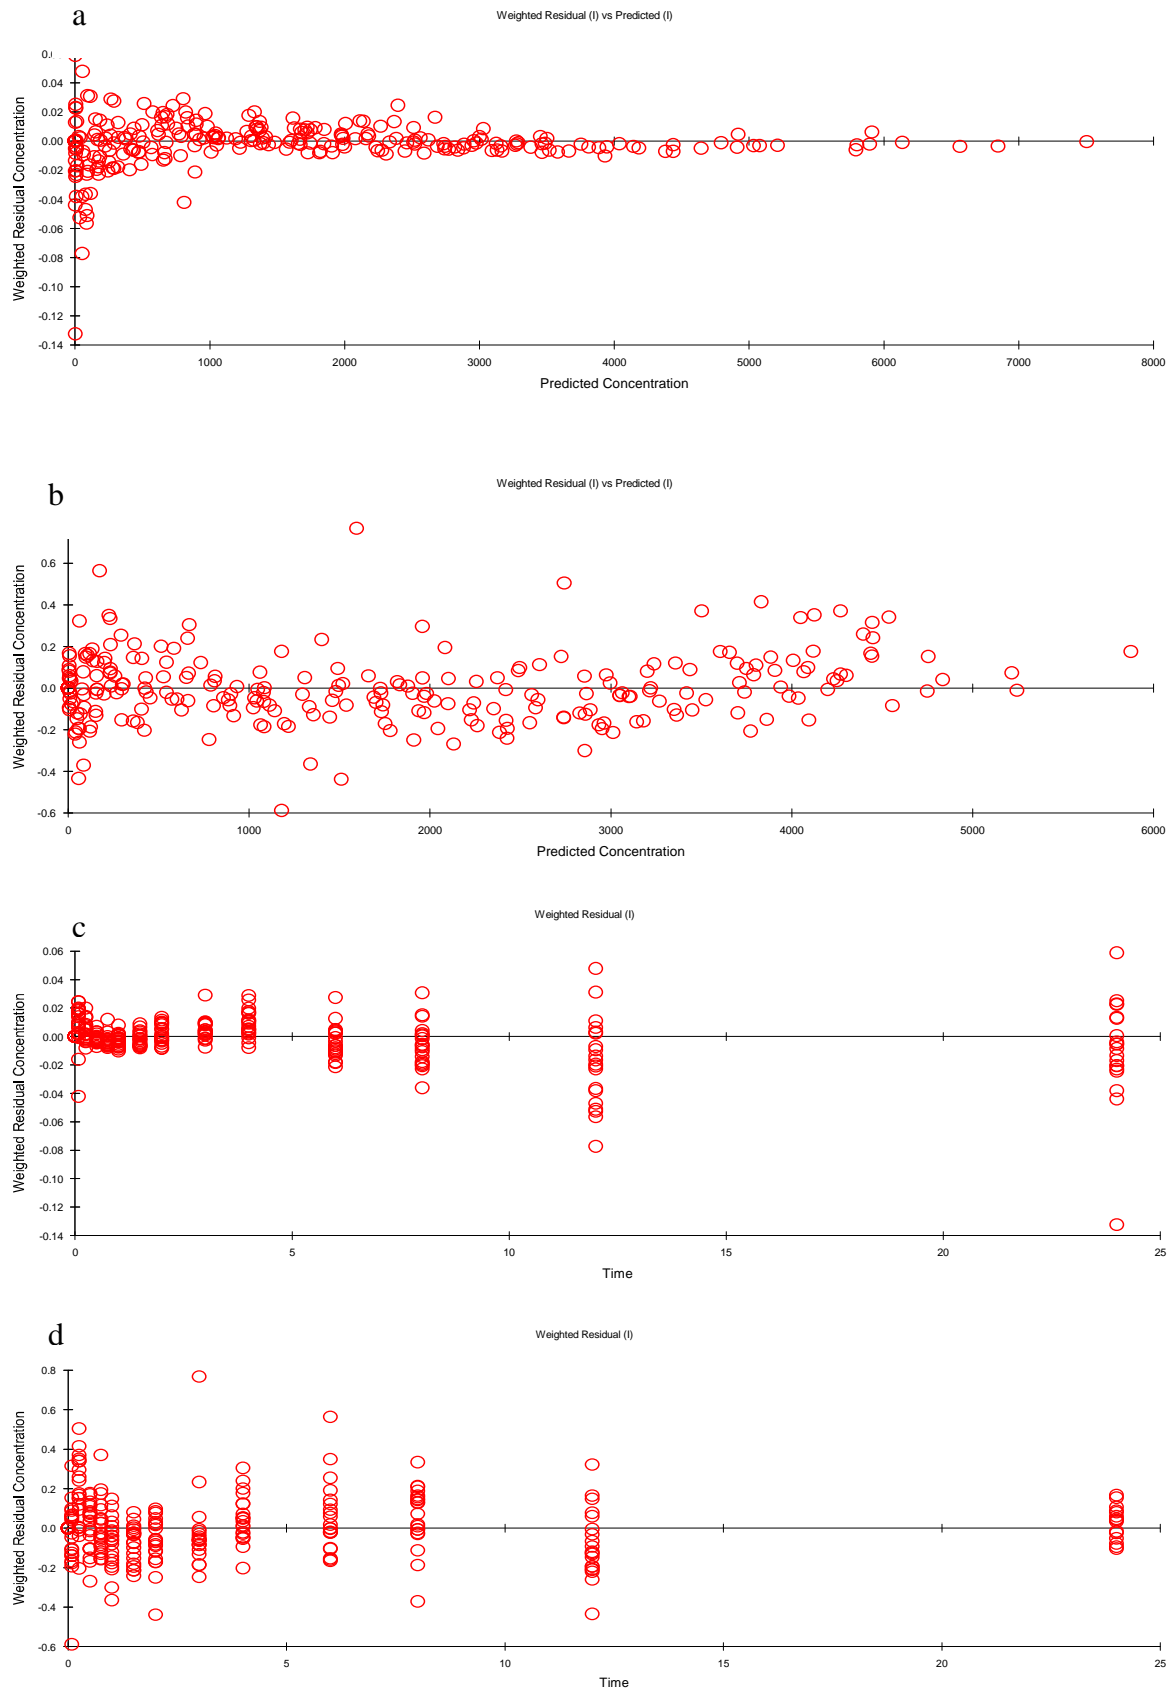 a
Weighted Residual (I) vs Predicted (I)
0.04
0.02
0.00
-0.02
-0.04
-0.06
-0.08
-0.10
-0.12
-0.14
Weighted Residual Concentration
0 1000 2000 3000 4000 5000 6000 7000 8000
Predicted Concentration
b
Weighted Residual (I) vs Predicted (I)
0.6
0.4
0.2
0.0
-0.2
-0.4
-0.6
Weighted Residual Concentration
0 1000 2000 3000 4000 5000 6000
Predicted Concentration
c
Weighted Residual (I)
0.06
0.04
0.02
0.00
-0.02
-0.04
-0.06
-0.08
-0.10
-0.12
-0.14
Weighted Residual Concentration
0 5 10 15 20 25
Time
d
Weighted Residual (I)
0.8
0.6
0.4
0.2
0.0
-0.2
-0.4
-0.6
Weighted Residual Concentration
0 5 10 15 20 25
Time